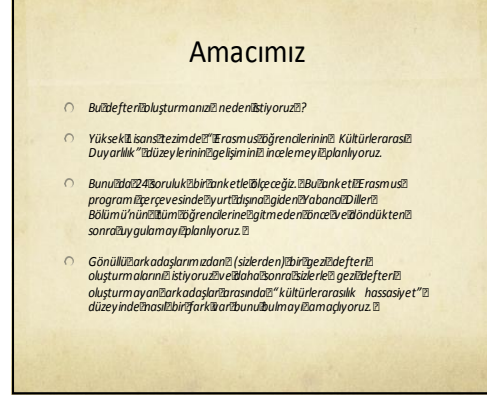 Amacımız
Bu defteri oluşturmanızı neden istiyoruz ?
Yüksek Lisans tezimde " Erasmus öğrencilerinin Kültürlerarası
Duyarlılık" düzeylerinin gelişimini incelemeyi planlıyoruz.
Bunu da 24 soruluk bir anketle ölçeceğiz. Bu anketi Erasmus
programı çerçevesinde yurt dışına giden Yabancı Diller
Bölümü'nün tüm öğrencilerine gitmeden önce ve döndükten
sonra uygulamayı planlıyoruz.
Gönüllü arkadaşlarımızdan (sizlerden) bir gezi defteri
oluşturmalarını istiyoruz ve daha sonra sizlerle gezi defteri
oluşturmayan arkadaşlar arasında " kültürlerarasılık hassasiyet"
düzeyinde nasıl bir fark var bunu bulmayı amaçlıyoruz.